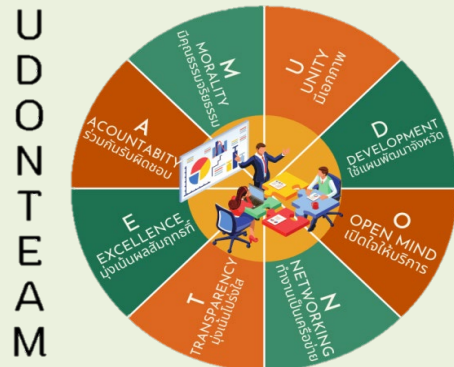 UDONTEAM
U
UNITY
มีเอกภาพ
D
DEVELOPMENT
ใช้แผนพัฒนาจังหวัด
O
OPEN MIND
เปิดใจให้บริการ
N
NETWORKING
ทำงานเป็นเครือข่าย
T
TRANSPARENCY
มุ่งเน้นโปร่งใส
E
EXCELLENCE
มุ่งเน้นผลสัมฤทธิ์
A
ACOUNTABITY
ร่วมกันรับผิดชอบ
M
MORALITY
มีคุณธรรมจริยธรรม